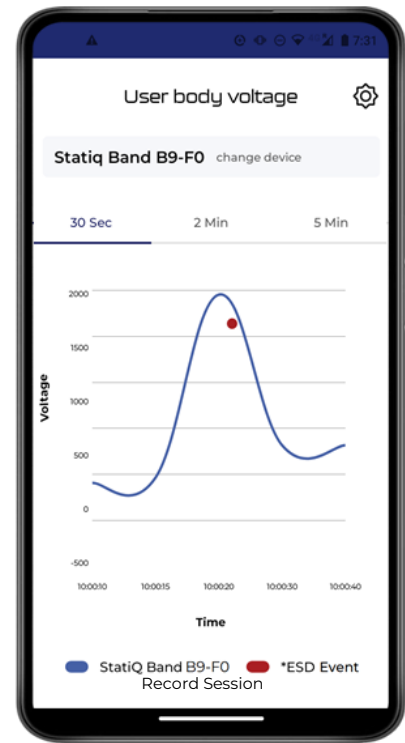 7:31
User body voltage
Statiq Band B9-F0 change device
30 Sec 2 Min 5 Min
2000
1500
1000
500
0
-500
Voltage
10:00:10 10:00:15 10:00:20 10:00:30 10:00:40
Time
StatiQ Band B9-F0 *ESD Event
Record Session